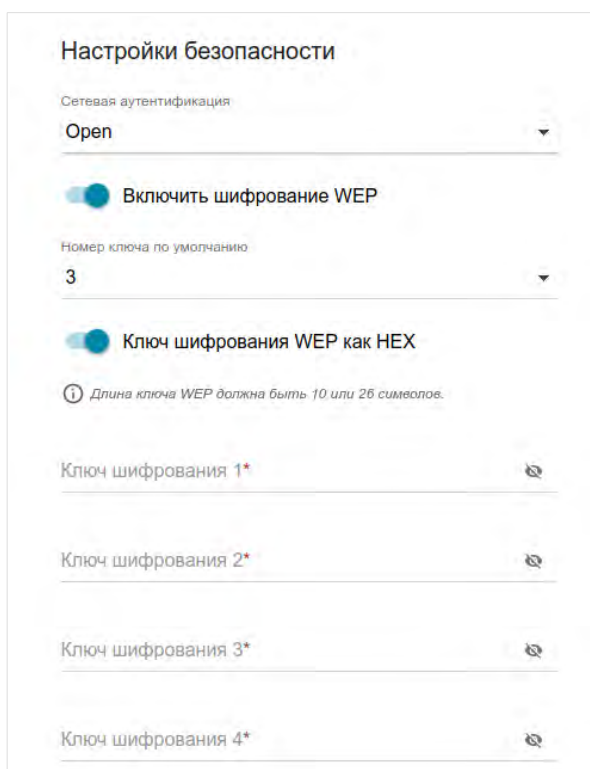 Настройки безопасности
Сетевая аутентификация
Open
Включить шифрование WEP
Номер ключа по умолчанию
3
Ключ шифрования WEP как HEX
Длина ключа WEP должна быть 10 или 26 символов.
Ключ шифрования 1*
Ключ шифрования 2*
Ключ шифрования 3*
Ключ шифрования 4*